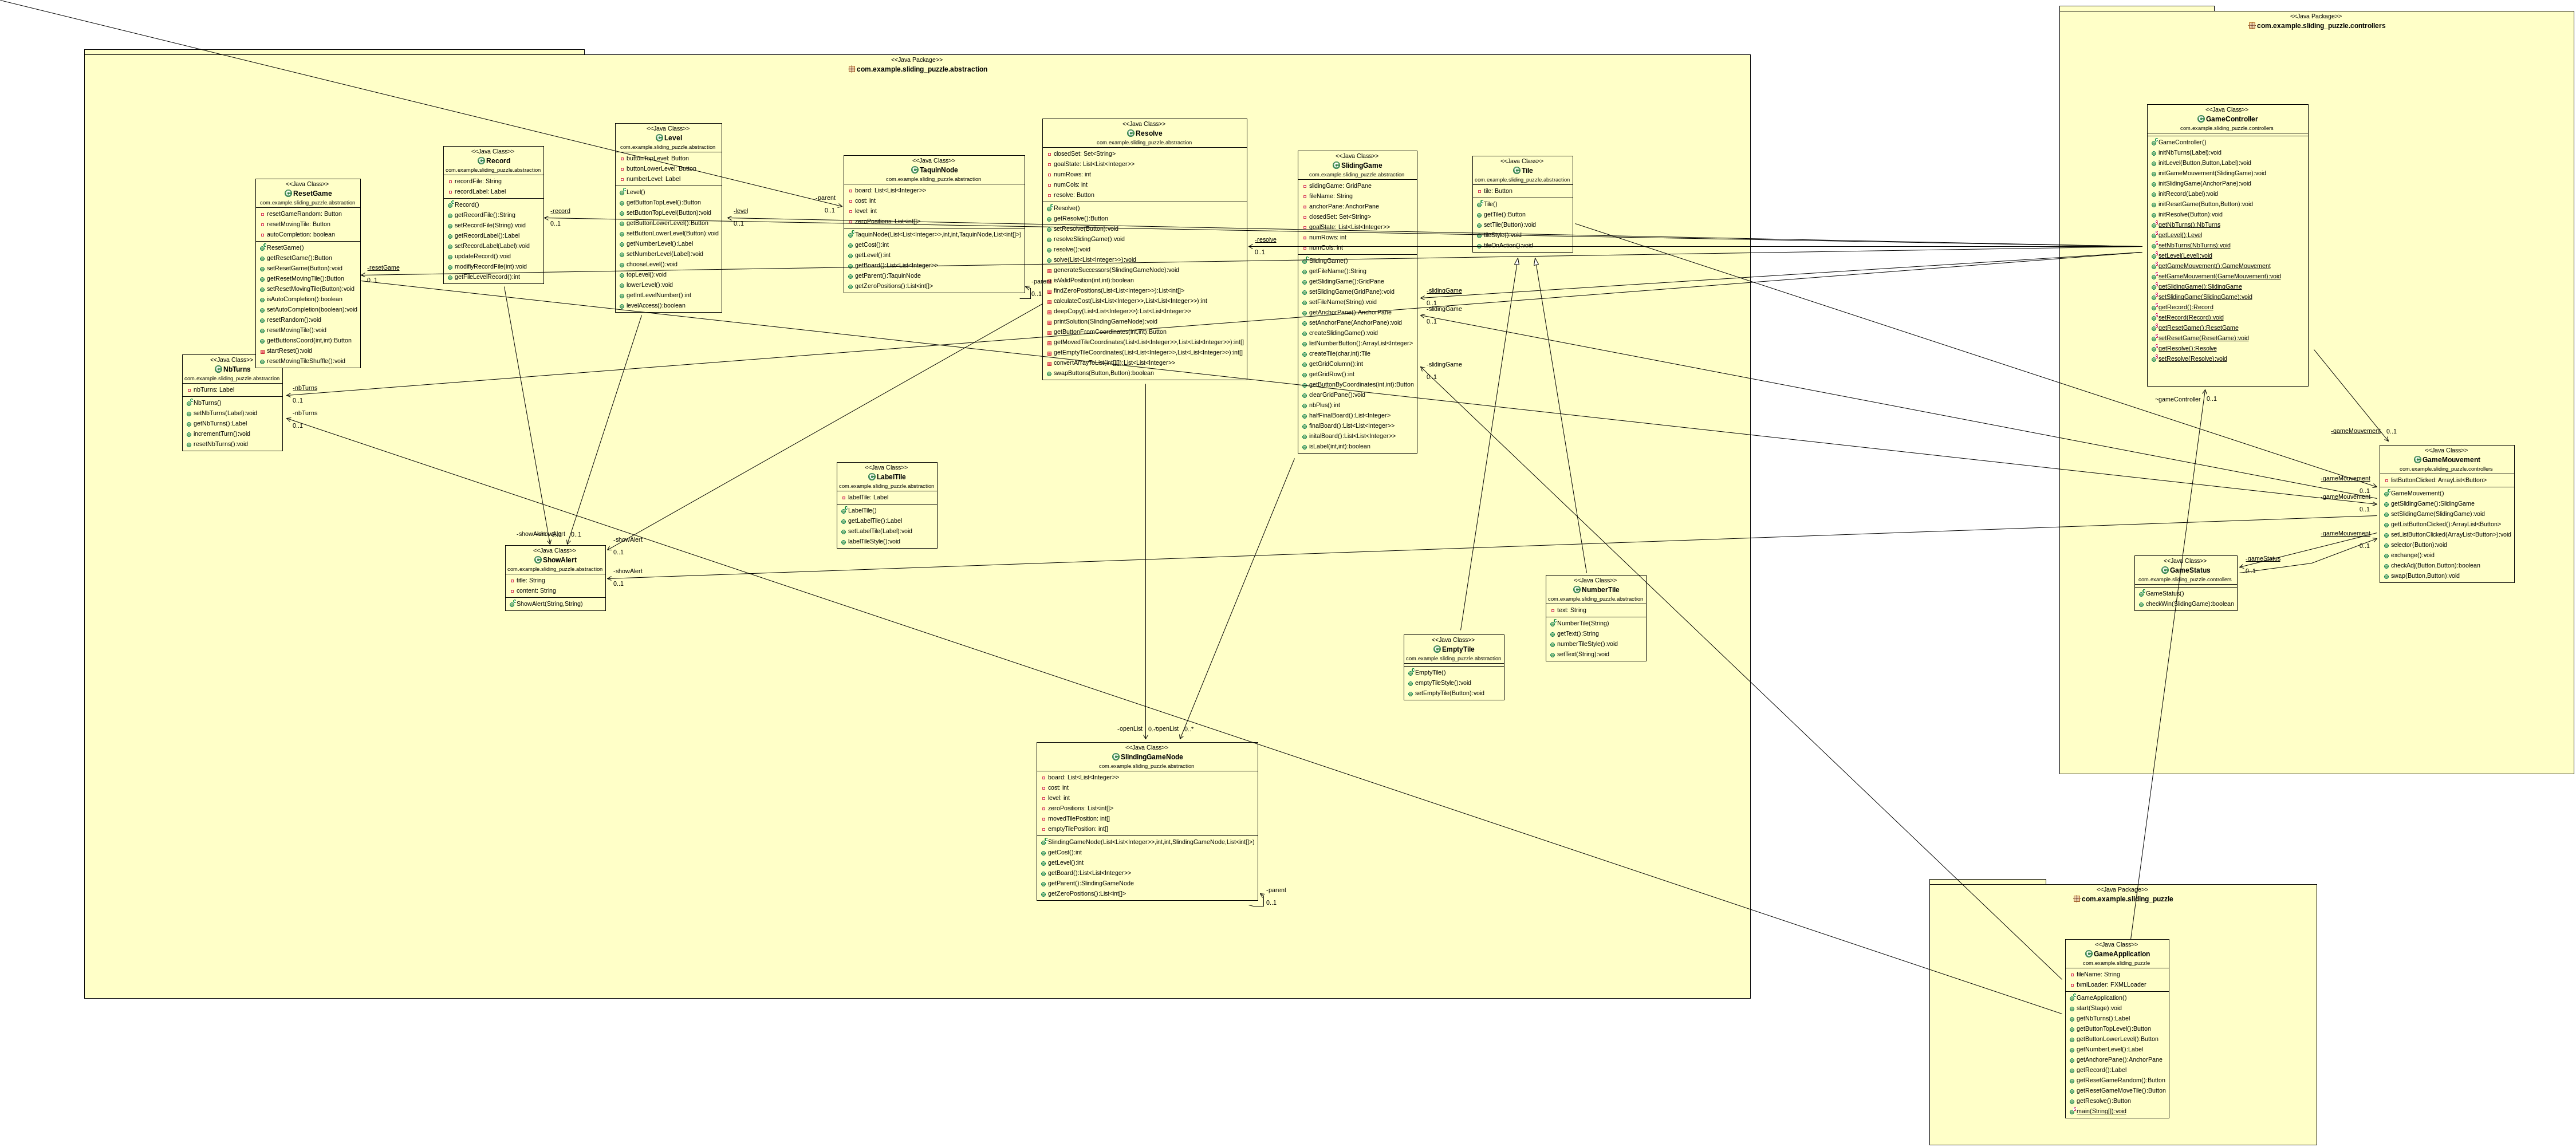 <<Java Package>>
com.example.sliding_puzzle.abstraction
<<Java Class>>
ResetGame
com.example.sliding_puzzle.abstraction
resetGameRandom: Button
resetMovingTile: Button
autoCompletion: boolean
ResetGame()
getResetGame():Button
setResetGame(Button):void
getResetMovingTile():Button
setResetMovingTile(Button):void
isAutoCompletion():boolean
setAutoCompletion(boolean):void
resetRandom():void
resetMovingTile():void
getButtonsCoord(int,int):Button
startReset():void
resetMovingTileShuffle():void
<<Java Class>>
NbTurns
com.example.sliding_puzzle.abstraction
nbTurns: Label
NbTurns()
setNbTurns(Label):void
getNbTurns():Label
incrementTurn():void
resetNbTurns():void
<<Java Class>>
Record
com.example.sliding_puzzle.abstraction
recordFile: String
recordLabel: Label
Record()
getRecordFile():String
setRecordFile(String):void
getRecordLabel():Label
setRecordLabel(Label):void
updateRecord():void
modifiyRecordFile(int):void
getFileLevelRecord():int
<<Java Class>>
Level
com.example.sliding_puzzle.abstraction
buttonTopLevel: Button
buttonLowerLevel: Button
numberLevel: Label
Level()
getButtonTopLevel():Button
setButtonTopLevel(Button):void
getButtonLowerLevel():Button
setButtonLowerLevel(Button):void
getNumberLevel():Label
setNumberLevel(Label):void
chooseLevel():void
topLevel():void
lowerLevel():void
getIntLevelNumber():int
levelAccess():boolean
<<Java Class>>
TaquinNode
com.example.sliding_puzzle.abstraction
board: List<List<Integer>>
cost: int
level: int
zeroPositions: List<int[]>
TaquinNode(List<List<Integer>>,int,int,TaquinNode,List<int[]>)
getCost():int
getLevel():int
getBoard():List<List<Integer>>
getParent():TaquinNode
getZeroPositions():List<int[]>
<<Java Class>>
Resolve
com.example.sliding_puzzle.abstraction
closedSet: Set<String>
goalState: List<List<Integer>>
numRows: int
numCols: int
resolve: Button
Resolve()
getResolve():Button
setResolve(Button):void
resolveSlidingGame():void
resolve():void
solve(List<List<Integer>>):void
generateSuccessors(SlindingGameNode):void
isValidPosition(int,int):boolean
findZeroPositions(List<List<Integer>>):List<int[]>
calculateCost(List<List<Integer>>,List<List<Integer>>):int
deepCopy(List<List<Integer>>):List<List<Integer>>
printSolution(SlindingGameNode):void
getButtonFromCoordinates(int,int):Button
getMovedTileCoordinates(List<List<Integer>>,List<List<Integer>>):int[]
getEmptyTileCoordinates(List<List<Integer>>,List<List<Integer>>):int[]
convertArrayToList(int[][]):List<List<Integer>>
swapButtons(Button,Button):boolean
<<Java Class>>
SlidingGame
com.example.sliding_puzzle.abstraction
slidingGame: GridPane
fileName: String
anchorPane: AnchorPane
closedSet: Set<String>
goalState: List<List<Integer>>
numRows: int
numCols: int
SlidingGame()
getFileName():String
getSlidingGame():GridPane
setSlidingGame(GridPane):void
setFileName(String):void
getAnchorPane():AnchorPane
setAnchorPane(AnchorPane):void
createSlidingGame():void
listNumberButton():ArrayList<Integer>
createTile(char,int):Tile
getGridColumn():int
getGridRow():int
getButtonByCoordinates(int,int):Button
clearGridPane():void
nbPlus():int
halfFinalBoard():List<Integer>
finalBoard():List<List<Integer>>
initalBoard():List<List<Integer>>
isLabel(int,int):boolean
<<Java Class>>
Tile
com.example.sliding_puzzle.abstraction
tile: Button
Tile()
getTile():Button
setTile(Button):void
tileStyle():void
tileOnAction():void
<<Java Class>>
LabelTile
com.example.sliding_puzzle.abstraction
labelTile: Label
LabelTile()
getLabelTile():Label
setLabelTile(Label):void
labelTileStyle():void
<<Java Class>>
ShowAlert
com.example.sliding_puzzle.abstraction
title: String
content: String
ShowAlert(String,String)
<<Java Class>>
NumberTile
com.example.sliding_puzzle.abstraction
text: String
NumberTile(String)
getText():String
numberTileStyle():void
setText(String):void
<<Java Class>>
EmptyTile
com.example.sliding_puzzle.abstraction
EmptyTile()
emptyTileStyle():void
setEmptyTile(Button):void
<<Java Class>>
SlindingGameNode
com.example.sliding_puzzle.abstraction
board: List<List<Integer>>
cost: int
level: int
zeroPositions: List<int[]>
movedTilePosition: int[]
emptyTilePosition: int[]
SlindingGameNode(List<List<Integer>>,int,int,SlindingGameNode,List<int[]>)
getCost():int
getLevel():int
getBoard():List<List<Integer>>
getParent():SlindingGameNode
getZeroPositions():List<int[]>
-parent
0..1
-record
0..1
-level
0..1
-parent
0..1
-resolve
0..1
-resetGame
0..1
-nbTurns
0..1
-nbTurns
0..1
-slidingGame
0..1
-slidingGame
0..1
-slidingGame
0..1
-showAlert
0..1
-showAlert
0..1
-showAlert
0..1
-openList
-openList
0..*
-parent
0..1
<<Java Package>>
com.example.sliding_puzzle.controllers
<<Java Class>>
GameController
com.example.sliding_puzzle.controllers
GameController()
initNbTurns(Label):void
initLevel(Button,Button,Label):void
initGameMouvement(SlidingGame):void
initSlidingGame(AnchorPane):void
initRecord(Label):void
initResetGame(Button,Button):void
initResolve(Button):void
getNbTurns():NbTurns
getLevel():Level
setNbTurns(NbTurns):void
setLevel(Level):void
getGameMouvement():GameMouvement
setGameMouvement(GameMouvement):void
getSlidingGame():SlidingGame
setSlidingGame(SlidingGame):void
getRecord():Record
setRecord(Record):void
getResetGame():ResetGame
setResetGame(ResetGame):void
getResolve():Resolve
setResolve(Resolve):void
~gameController
0..1
-gameMouvement
0..1
<<Java Class>>
GameMouvement
com.example.sliding_puzzle.controllers
listButtonClicked: ArrayList<Button>
GameMouvement()
getSlidingGame():SlidingGame
setSlidingGame(SlidingGame):void
getListButtonClicked():ArrayList<Button>
setListButtonClicked(ArrayList<Button>):void
selector(Button):void
exchange():void
checkAdj(Button,Button):boolean
swap(Button,Button):void
-gameMouvement
0..1
-gameMouvement
0..1
-gameMouvement
0..1
-gameStatus
0..1
<<Java Class>>
GameStatus
com.example.sliding_puzzle.controllers
GameStatus()
checkWin(SlidingGame):boolean
<<Java Package>>
com.example.sliding_puzzle
<<Java Class>>
GameApplication
com.example.sliding_puzzle
fileName: String
fxmlLoader: FXMLLoader
GameApplication()
start(Stage):void
getNbTurns():Label
getButtonTopLevel():Button
getButtonLowerLevel():Button
getNumberLevel():Label
getAnchorePane():AnchorPane
getRecord():Label
getResetGameRandom():Button
getResetGameMoveTile():Button
getResolve():Button
main(String[]):void